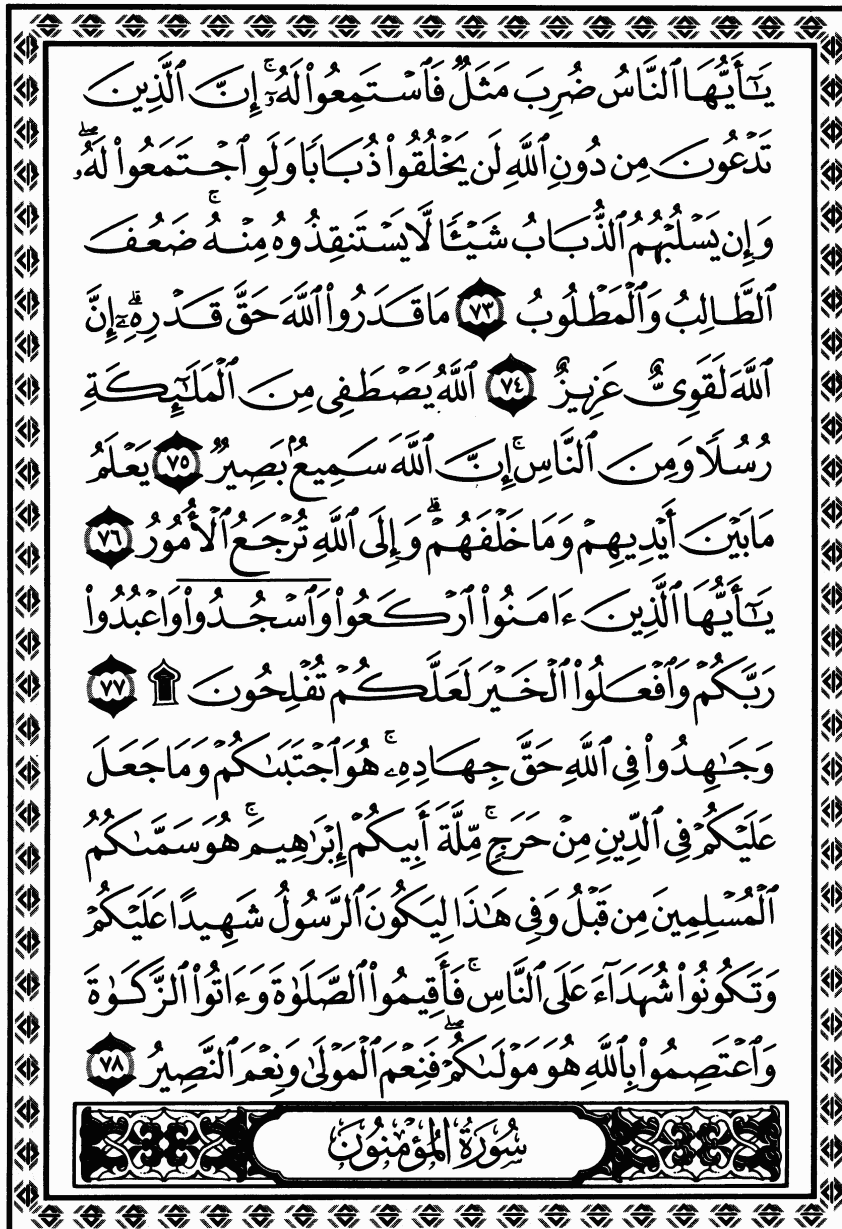 يَـٰٓأَيُّهَا ٱلنَّاسُ ضُرِبَ مَثَلٌ فَٱسْتَمِعُوا۟ لَهُۥٓ ۚ إِنَّ ٱلَّذِينَ
تَدْعُونَ مِن دُونِ ٱللَّهِ لَن يَخْلُقُوا۟ ذُبَابًا وَلَوِ ٱجْتَمَعُوا۟ لَهُۥ ۖ
وَإِن يَسْلُبْهُمُ ٱلذُّبَابُ شَيْـًٔا لَّا يَسْتَنقِذُوهُ مِنْهُ ۚ ضَعُفَ
ٱلطَّالِبُ وَٱلْمَطْلُوبُ ٧٣ مَا قَدَرُوا۟ ٱللَّهَ حَقَّ قَدْرِهِۦٓ ۗ إِنَّ
ٱللَّهَ لَقَوِىٌّ عَزِيزٌ ٧٤ ٱللَّهُ يَصْطَفِى مِنَ ٱلْمَلَـٰٓئِكَةِ
رُسُلًا وَمِنَ ٱلنَّاسِ ۚ إِنَّ ٱللَّهَ سَمِيعٌۢ بَصِيرٌ ٧٥ يَعْلَمُ
مَا بَيْنَ أَيْدِيهِمْ وَمَا خَلْفَهُمْ ۗ وَإِلَى ٱللَّهِ تُرْجَعُ ٱلْأُمُورُ ٧٦
يَـٰٓأَيُّهَا ٱلَّذِينَ ءَامَنُوا۟ ٱرْكَعُوا۟ وَٱسْجُدُوا۟ وَٱعْبُدُوا۟
رَبَّكُمْ وَٱفْعَلُوا۟ ٱلْخَيْرَ لَعَلَّكُمْ تُفْلِحُونَ ۩ ٧٧
وَجَـٰهِدُوا۟ فِى ٱللَّهِ حَقَّ جِهَادِهِۦ ۚ هُوَ ٱجْتَبَىٰكُمْ وَمَا جَعَلَ
عَلَيْكُمْ فِى ٱلدِّينِ مِنْ حَرَجٍ ۚ مِّلَّةَ أَبِيكُمْ إِبْرَٰهِيمَ ۚ هُوَ سَمَّىٰكُمُ
ٱلْمُسْلِمِينَ مِن قَبْلُ وَفِى هَـٰذَا لِيَكُونَ ٱلرَّسُولُ شَهِيدًا عَلَيْكُمْ
وَتَكُونُوا۟ شُهَدَآءَ عَلَى ٱلنَّاسِ ۚ فَأَقِيمُوا۟ ٱلصَّلَوٰةَ وَءَاتُوا۟ ٱلزَّكَوٰةَ
وَٱعْتَصِمُوا۟ بِٱللَّهِ هُوَ مَوْلَىٰكُمْ ۖ فَنِعْمَ ٱلْمَوْلَىٰ وَنِعْمَ ٱلنَّصِيرُ ٧٨
سُورَةُ الْمُؤْمِنُونَ